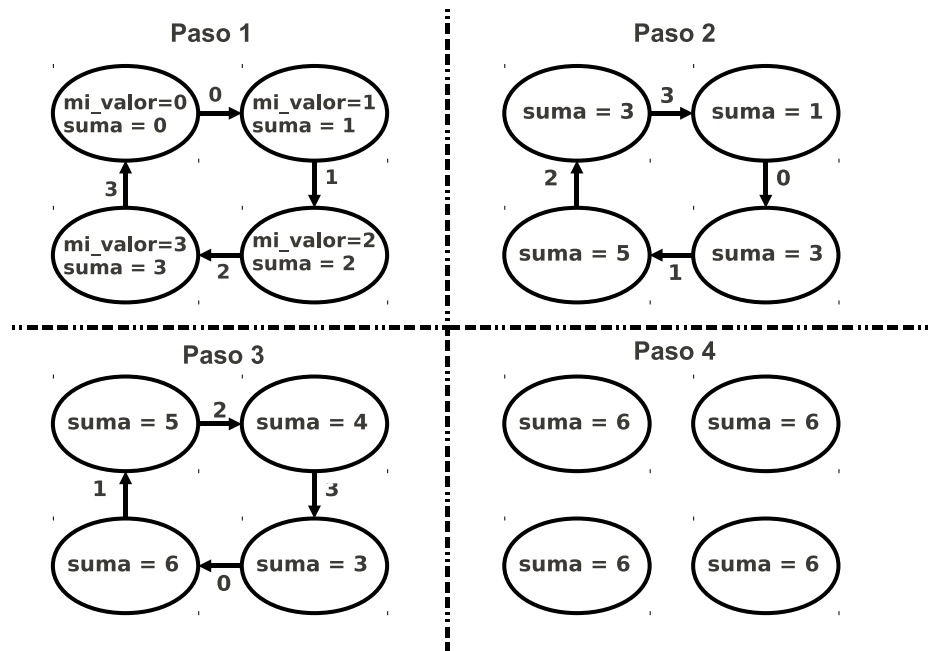 Paso 1
mi_valor=0
suma = 0
0
mi_valor=1
suma = 1
3
1
mi_valor=3
suma = 3
2
mi_valor=2
suma = 2
Paso 2
suma = 3
3
suma = 1
2
0
suma = 5
1
suma = 3
Paso 3
suma = 5
2
suma = 4
1
3
suma = 6
0
suma = 3
Paso 4
suma = 6
suma = 6
suma = 6
suma = 6